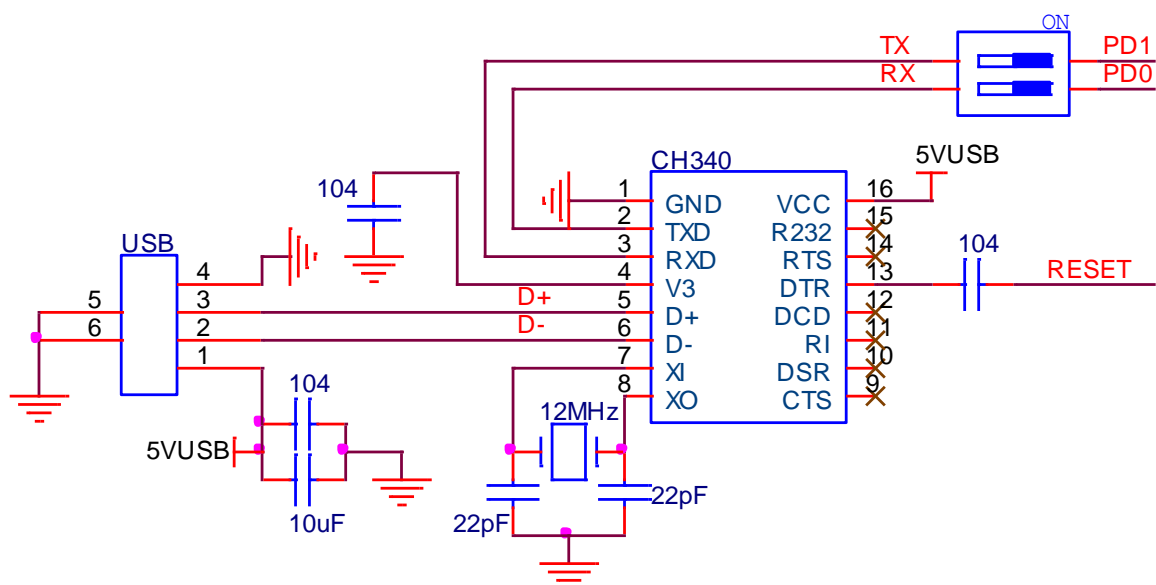 ON
TX PD1
RX PD0
CH340 5VUSB
104 1 GND VCC 16
2 TXD R232 15
USB 3 RXD RTS 14 104
4 4 V3 DTR 13 RESET
5 3 D+ 5 D+ DCD 12
6 2 D- 6 D- RI 11
1 7 XI DSR 10
104 8 XO CTS 9
12MHz
5VUSB
10uF 22pF 22pF